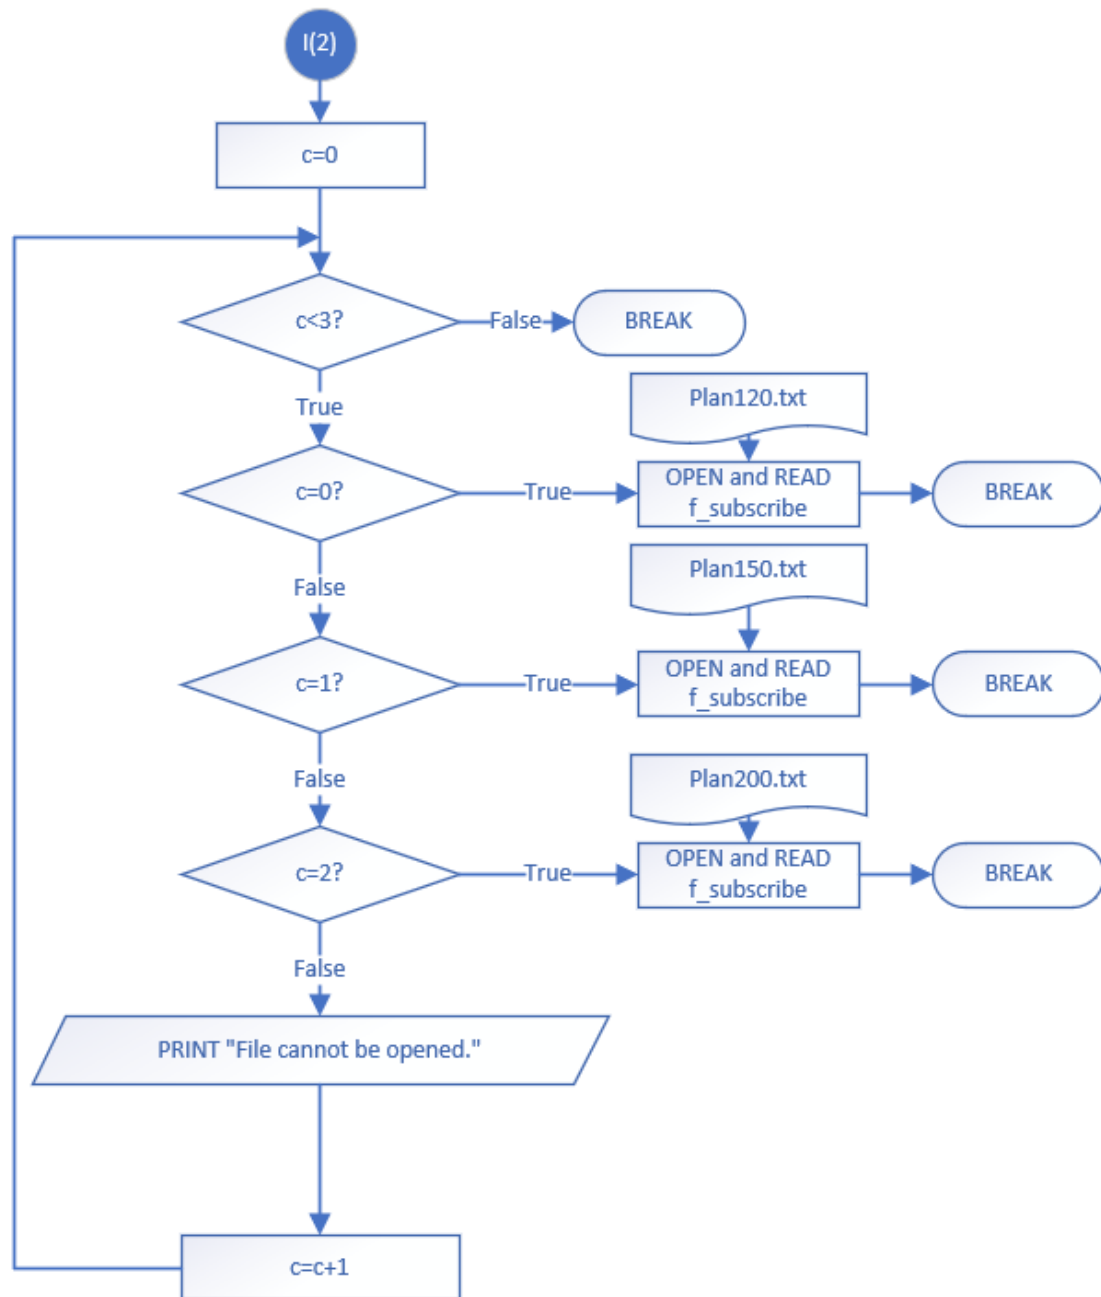 I(2)
c=0
c<3?
False
BREAK
True
Plan120.txt
c=0?
True
OPEN and READ
f_subscribe
BREAK
False
Plan150.txt
c=1?
True
OPEN and READ
f_subscribe
BREAK
False
Plan200.txt
c=2?
True
OPEN and READ
f_subscribe
BREAK
False
PRINT "File cannot be opened."
c=c+1